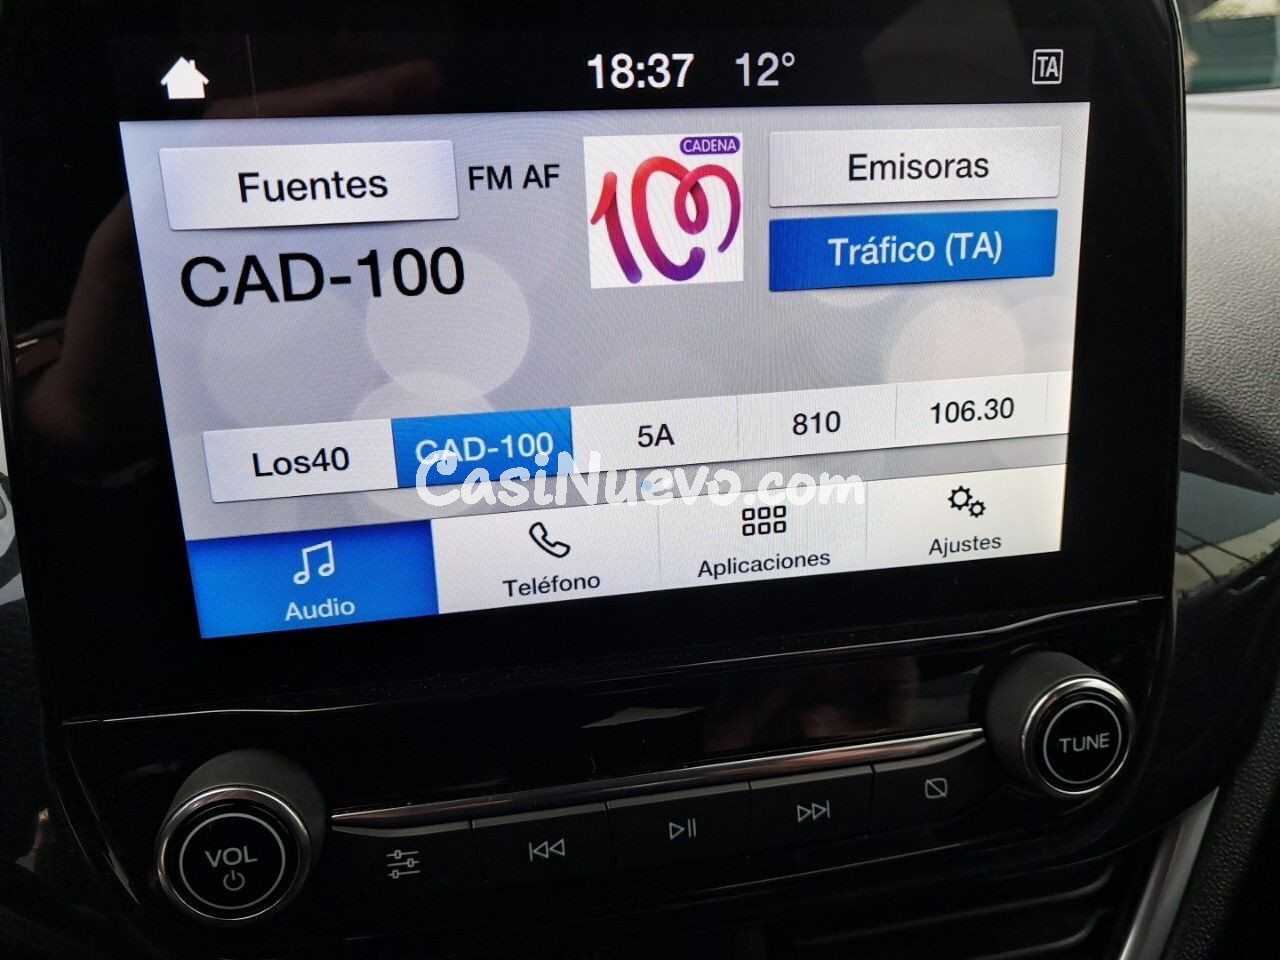 18:37 12° TA
Fuentes FM AF CADENA 100 Emisoras
CAD-100 Tráfico (TA)
Los40 CAD-100 5A 810 106.30
CasiNuevo.com
Audio Teléfono Aplicaciones Ajustes
TUNE
VOL